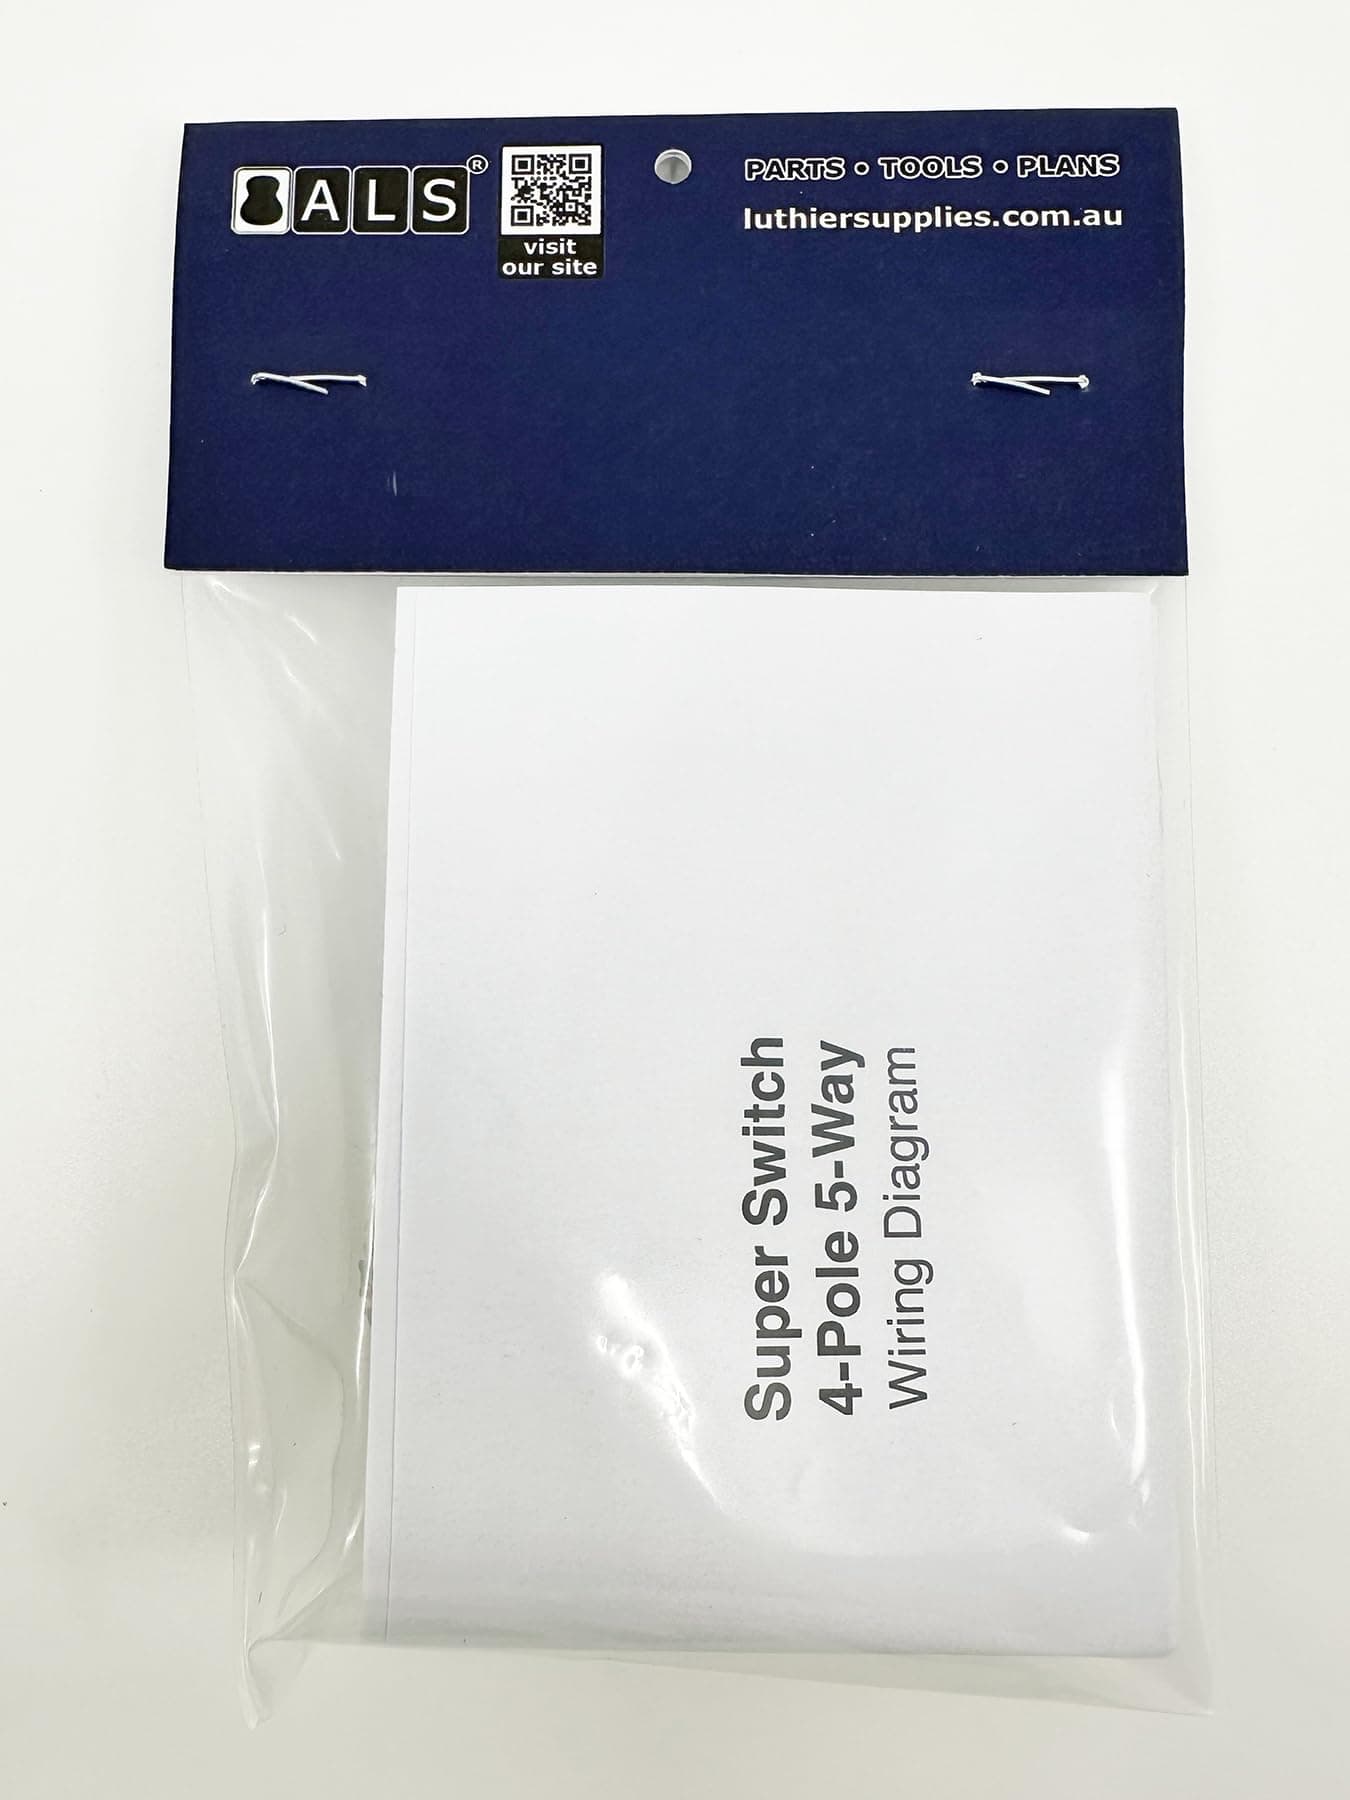 ALS®
visit
our site
PARTS • TOOLS • PLANS
luthiersupplies.com.au
Super Switch
4-Pole 5-Way
Wiring Diagram